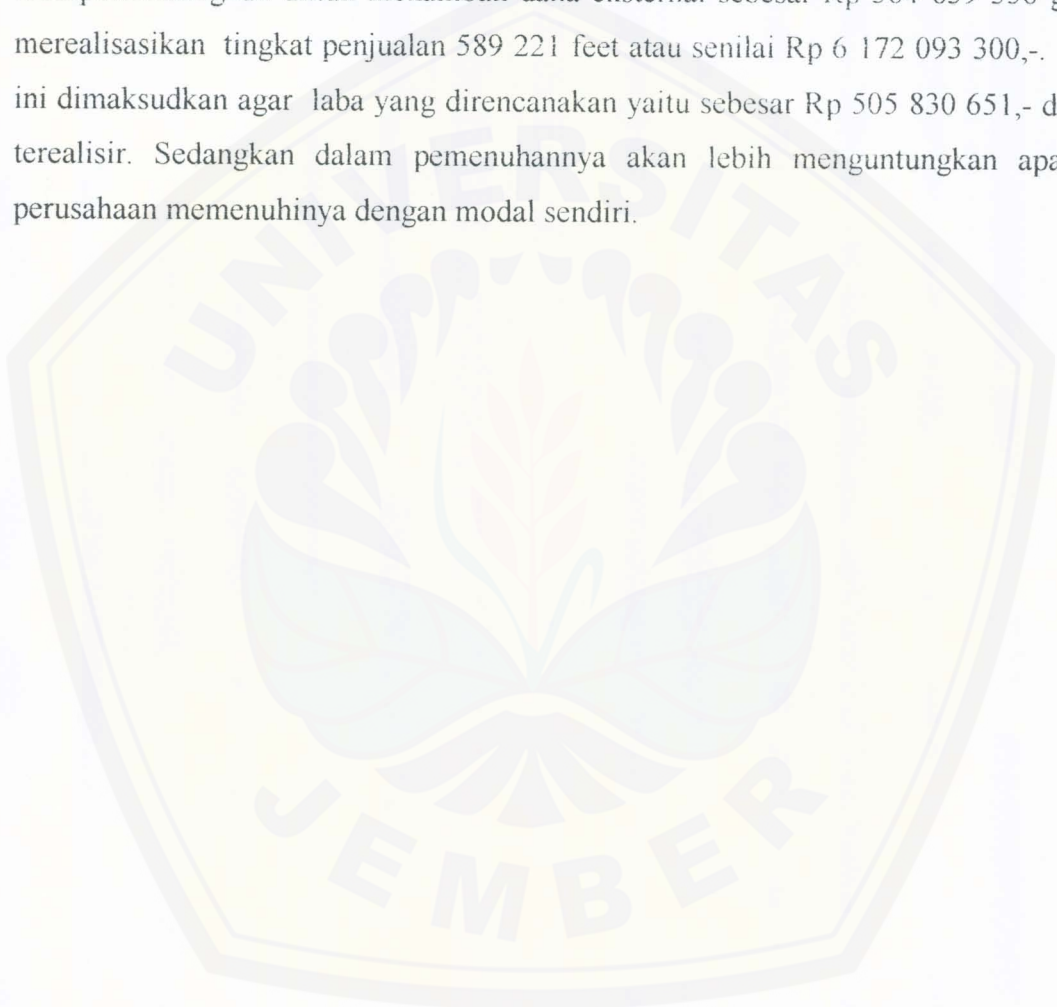 merealisasikan tingkat penjualan 589 221 feet atau senilai Rp 6 172 093 300,-.
ini dimaksudkan agar laba yang direncanakan yaitu sebesar Rp 505 830 651,- d
terealisir. Sedangkan dalam pemenuhannya akan lebih menguntungkan apa
perusahaan memenuhinya dengan modal sendiri.
UNIVERSITAS
JEMBER